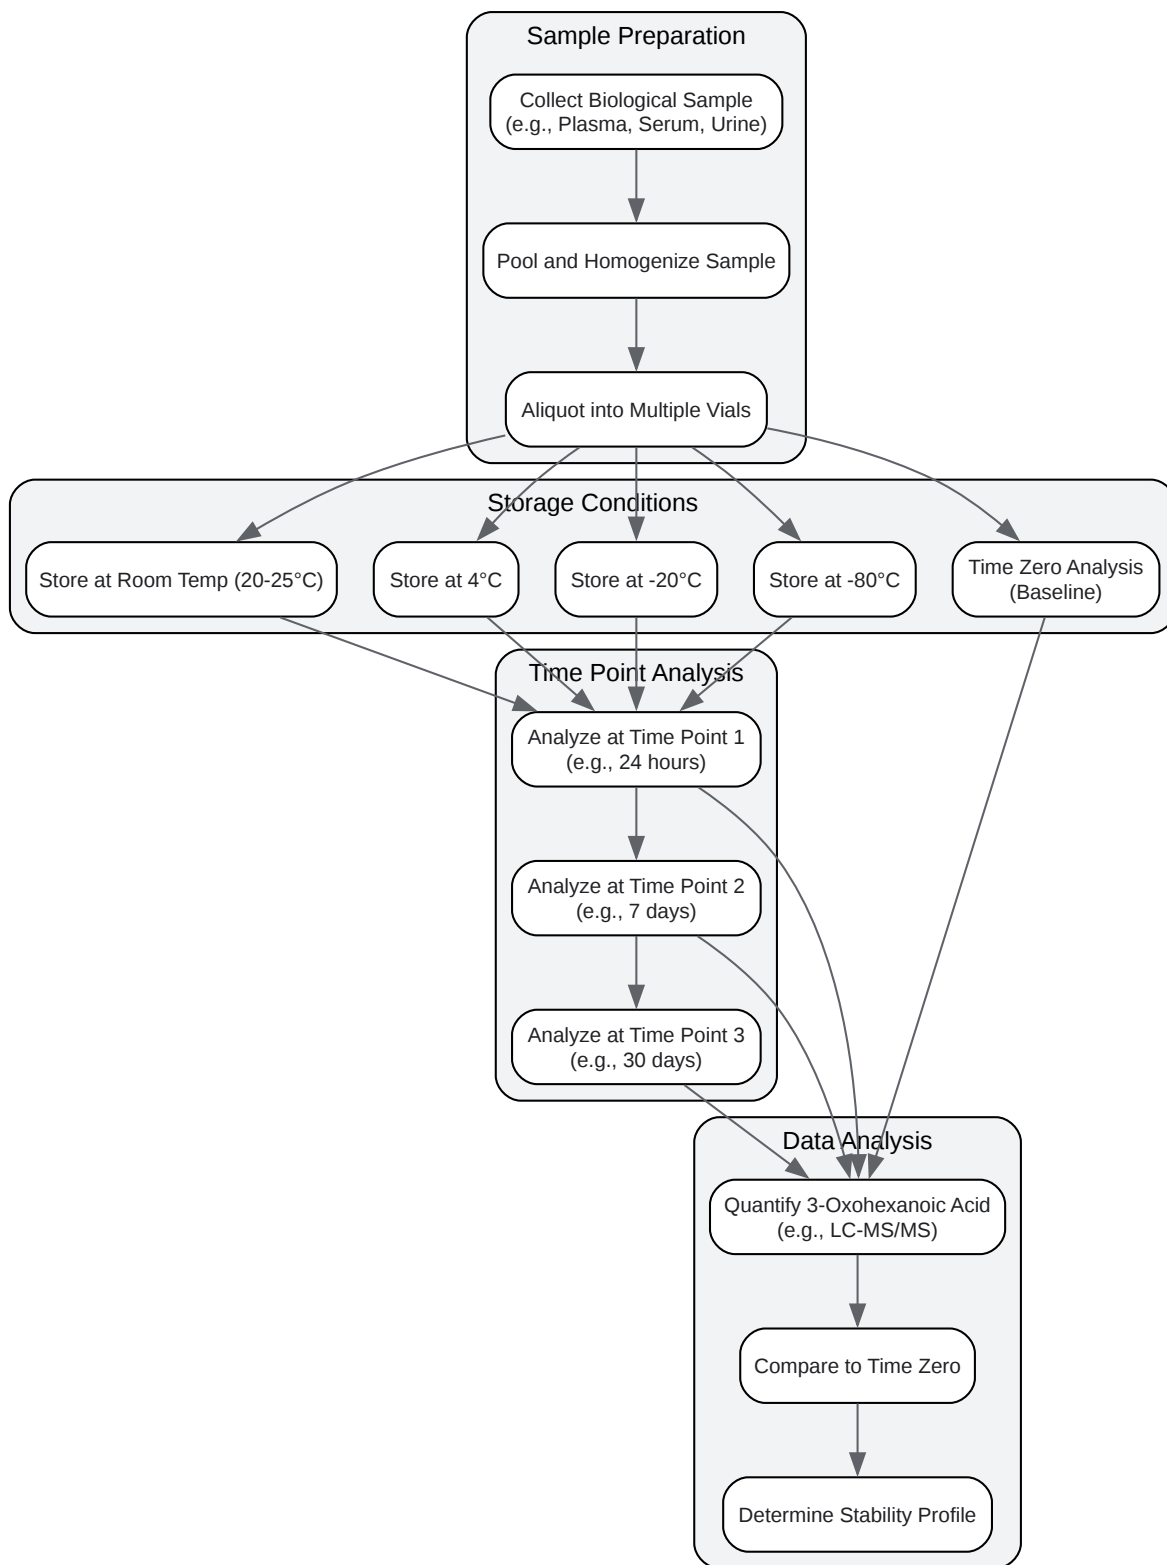 Sample Preparation
Collect Biological Sample
(e.g., Plasma, Serum, Urine)
Pool and Homogenize Sample
Aliquot into Multiple Vials
Storage Conditions
Store at Room Temp (20-25°C)
Store at 4°C
Store at -20°C
Store at -80°C
Time Zero Analysis
(Baseline)
Time Point Analysis
Analyze at Time Point 1
(e.g., 24 hours)
Analyze at Time Point 2
(e.g., 7 days)
Analyze at Time Point 3
(e.g., 30 days)
Data Analysis
Quantify 3-Oxohexanoic Acid
(e.g., LC-MS/MS)
Compare to Time Zero
Determine Stability Profile